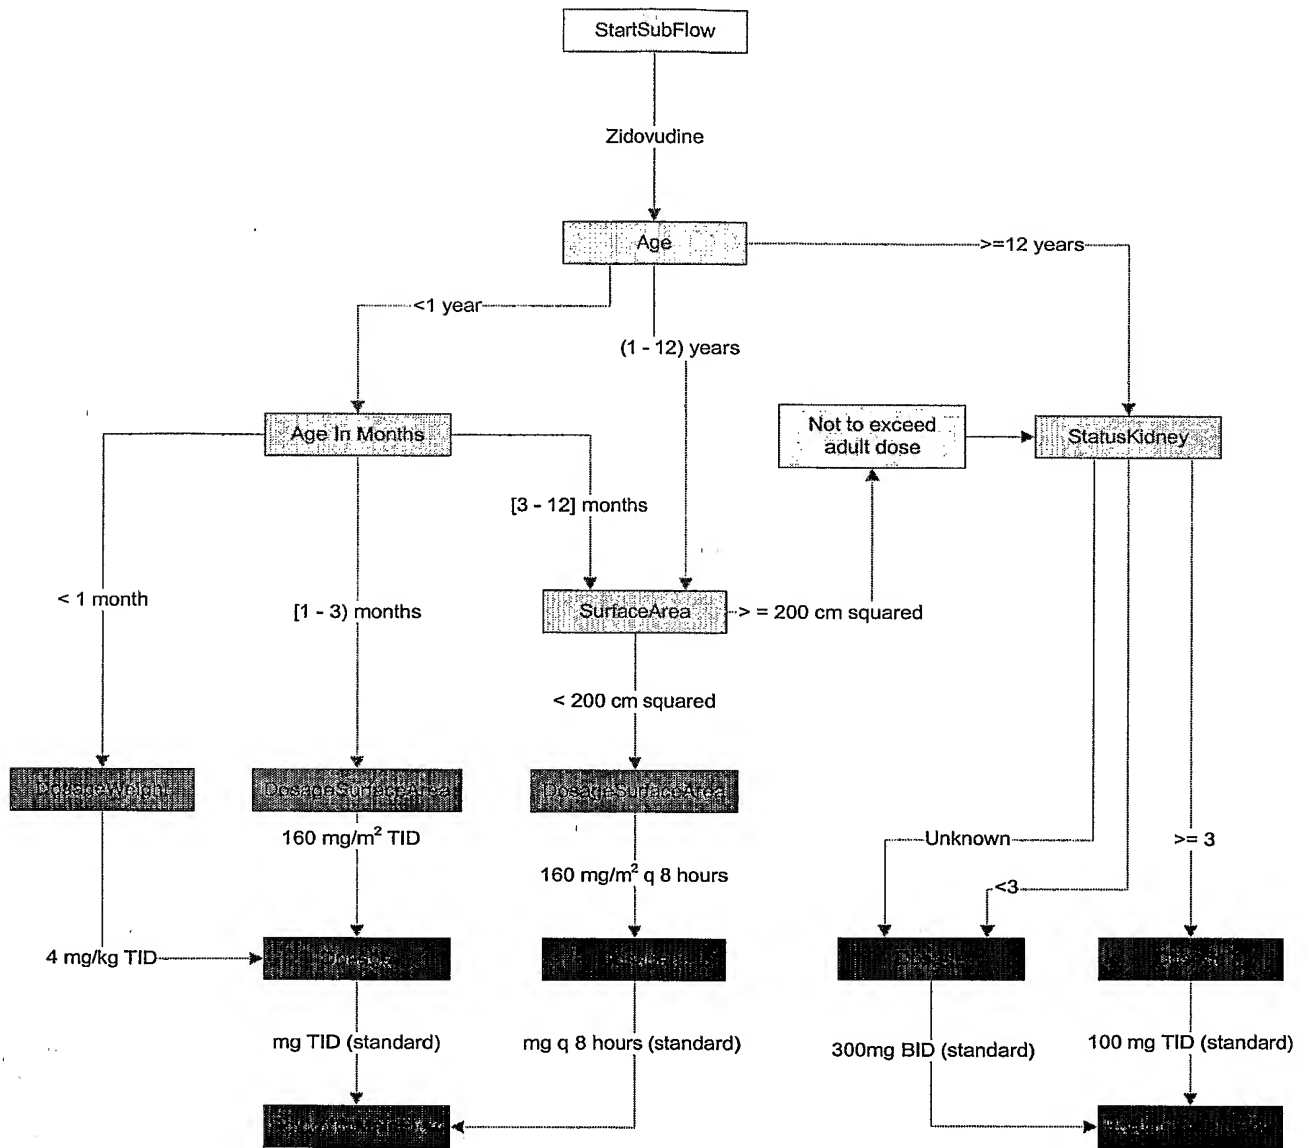 StartSubFlow
Zidovudine
Age
>=12 years
<1 year
(1 - 12) years
Age In Months
Not to exceed
adult dose
StatusKidney
[3 - 12] months
< 1 month
[1 - 3) months
SurfaceArea
> = 200 cm squared
< 200 cm squared
DosageWeight
DosageSurfaceArea
DosageSurfaceArea
160 mg/m² TID
Unknown
>= 3
160 mg/m² q 8 hours
<3
4 mg/kg TID
mg TID (standard)
mg q 8 hours (standard)
300mg BID (standard)
100 mg TID (standard)